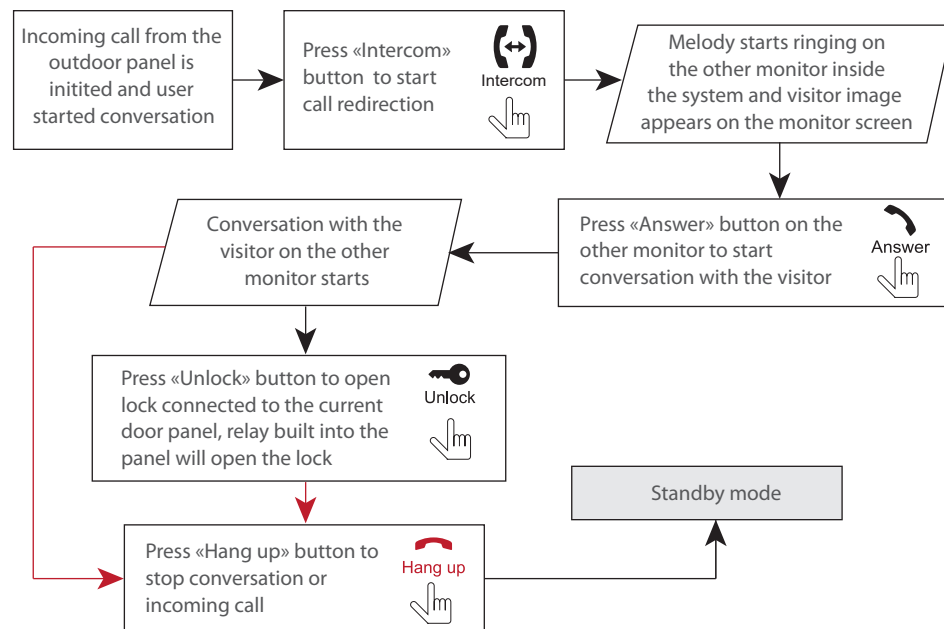 Incoming call from the
outdoor panel is
initited and user
started conversation
Press «Intercom»
button to start
call redirection
Intercom
Melody starts ringing on
the other monitor inside
the system and visitor image
appears on the monitor screen
Press «Answer» button on the
other monitor to start
conversation with the visitor
Answer
Conversation with the
visitor on the other
monitor starts
Press «Unlock» button to open
lock connected to the current
door panel, relay built into the
panel will open the lock
Unlock
Press «Hang up» button to
stop conversation or
incoming call
Hang up
Standby mode